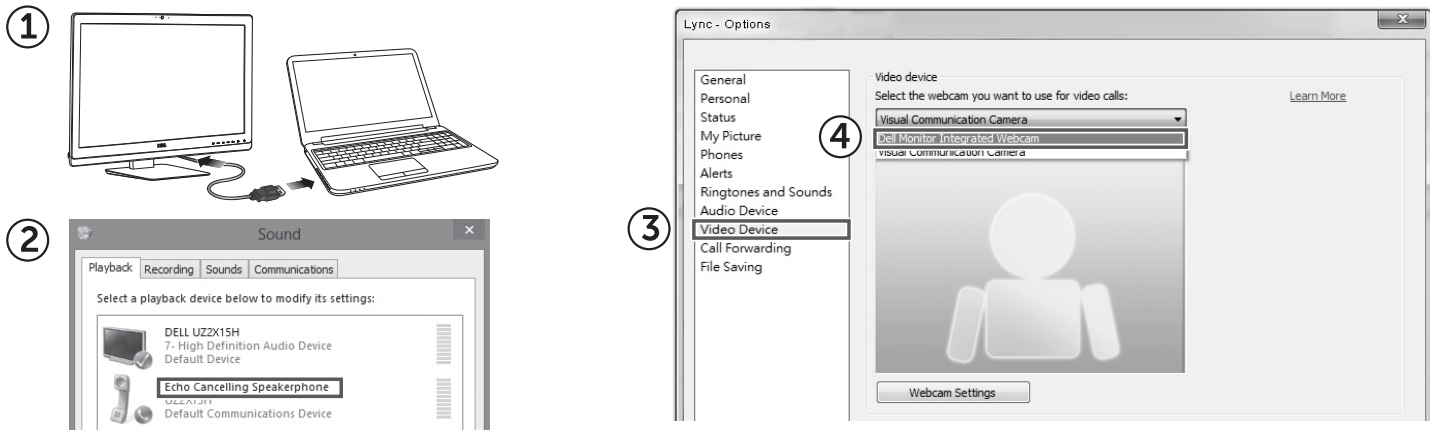 1
DELL
2
Sound
Playback Recording Sounds Communications
Select a playback device below to modify its settings:
DELL UZ2X15H
7- High Definition Audio Device
Default Device
Echo Cancelling Speakerphone
UZ2X15H
Default Communications Device
Lync - Options
x
General
Personal
Status
My Picture
Phones
Alerts
Ringtones and Sounds
Audio Device
3
Video Device
Call Forwarding
File Saving
Video device
Select the webcam you want to use for video calls:
Learn More
Visual Communication Camera
4
Dell Monitor Integrated Webcam
Visual Communication Camera
Webcam Settings